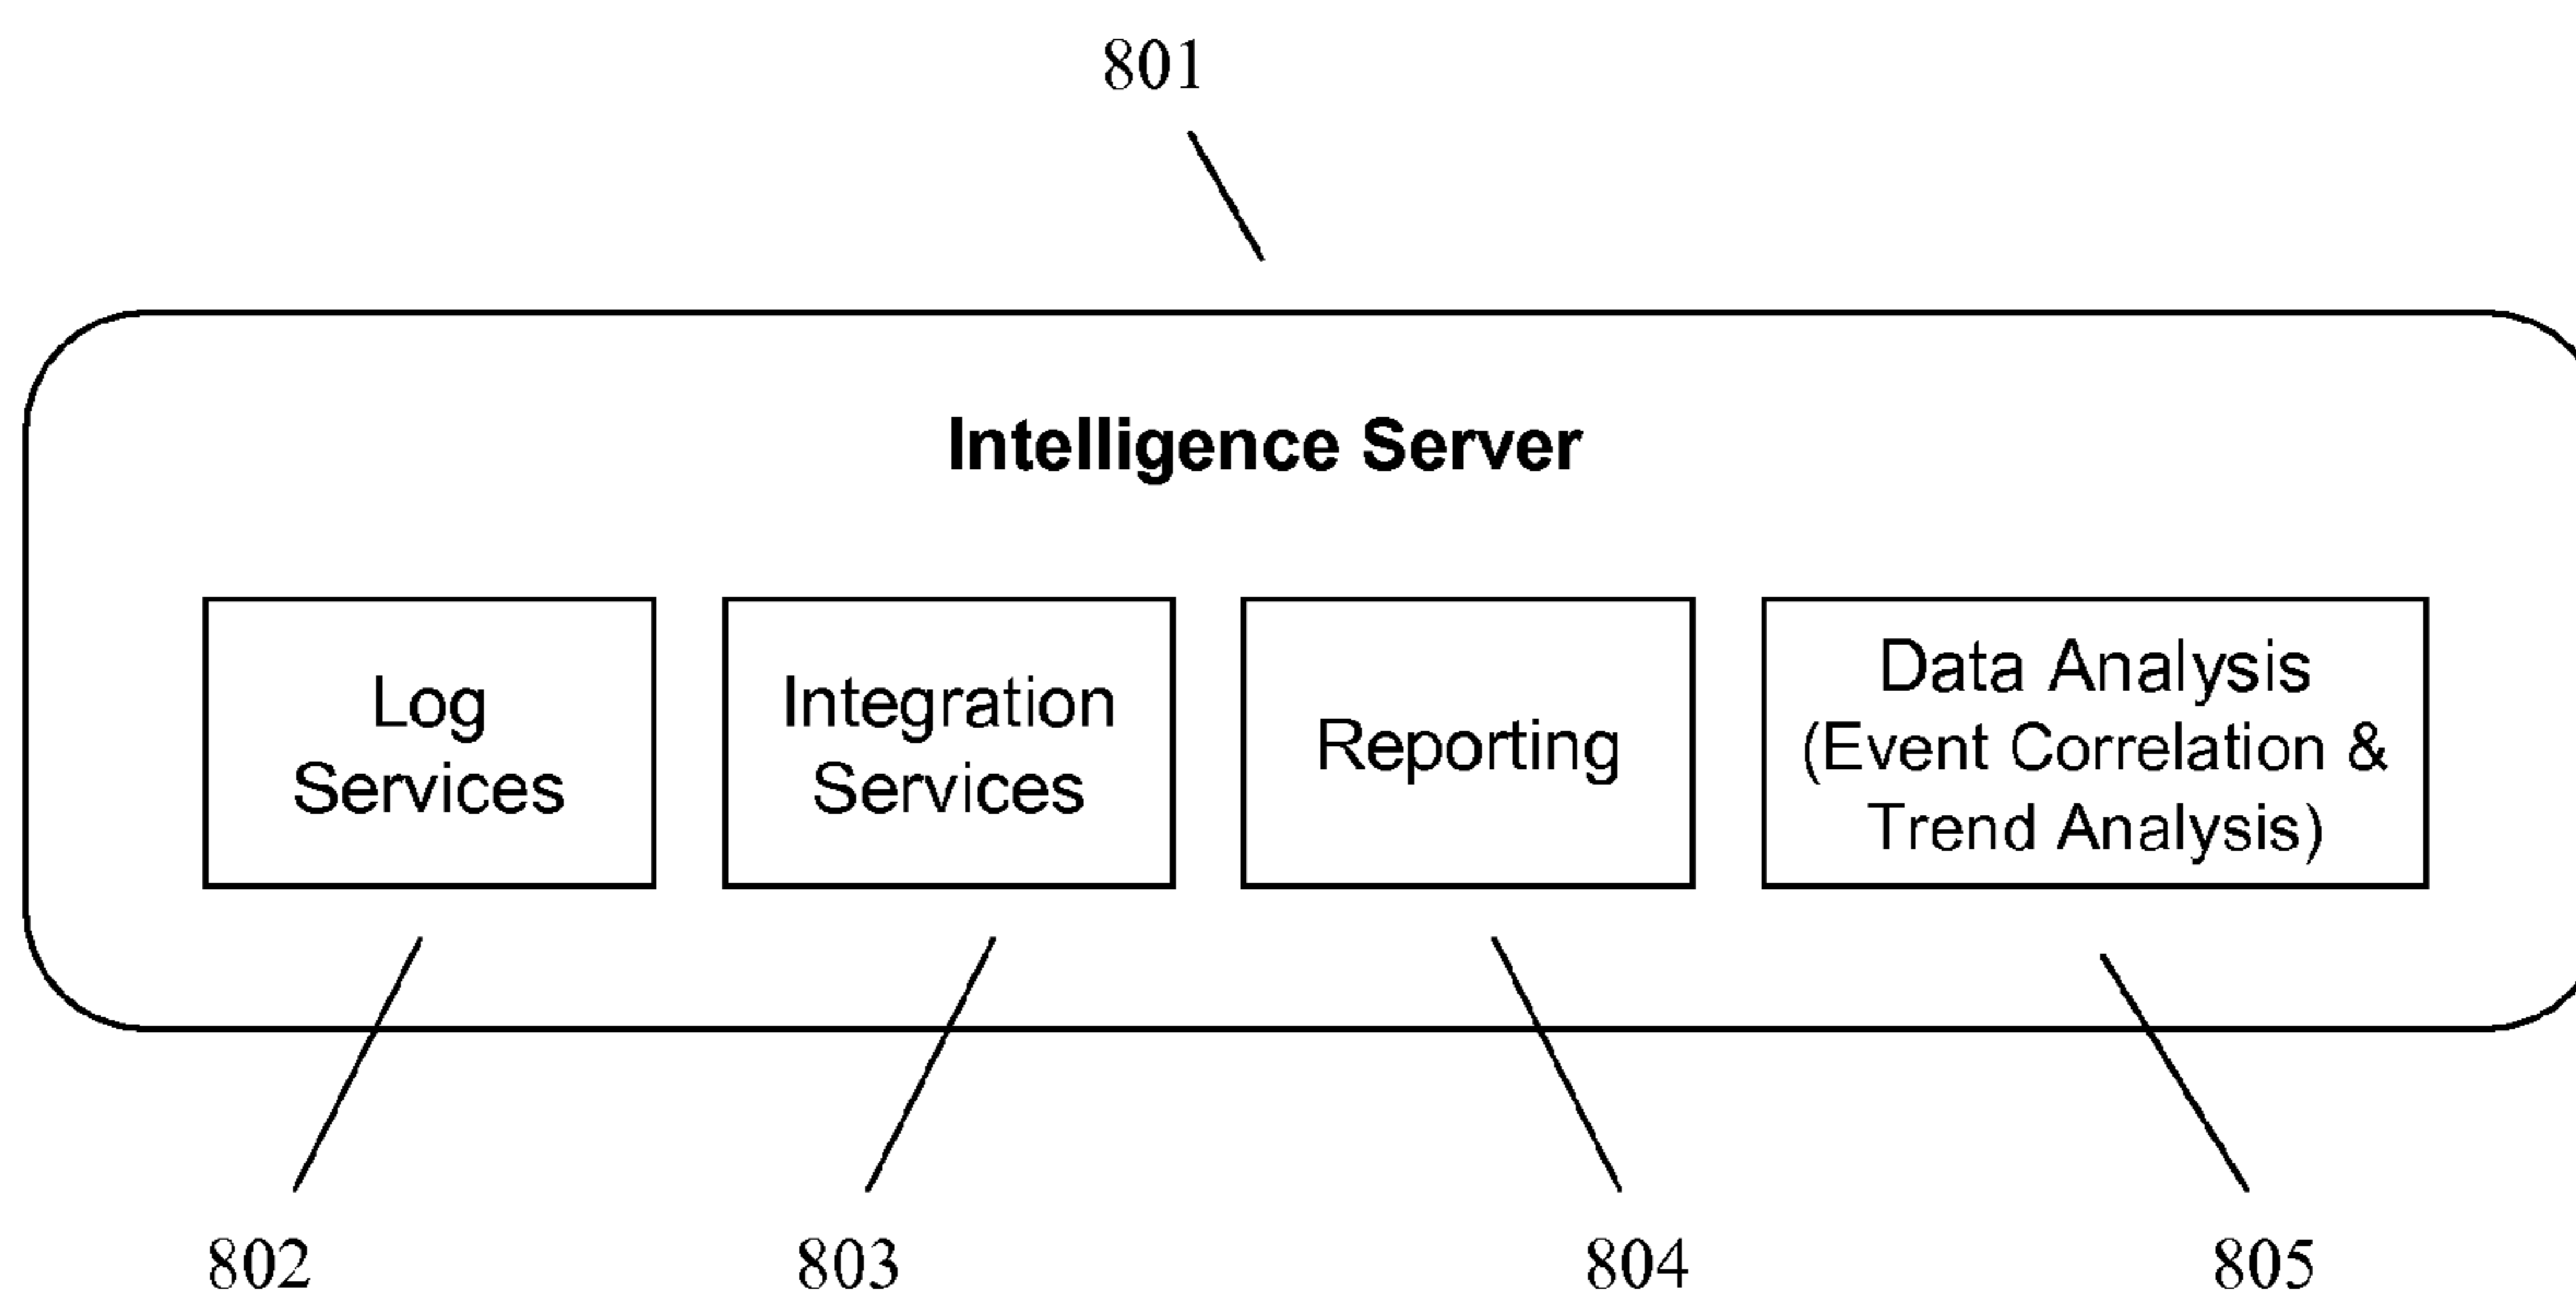 801
Intelligence Server
Log
Services
Integration
Services
Reporting
Data Analysis
(Event Correlation &
Trend Analysis)
802
803
804
805